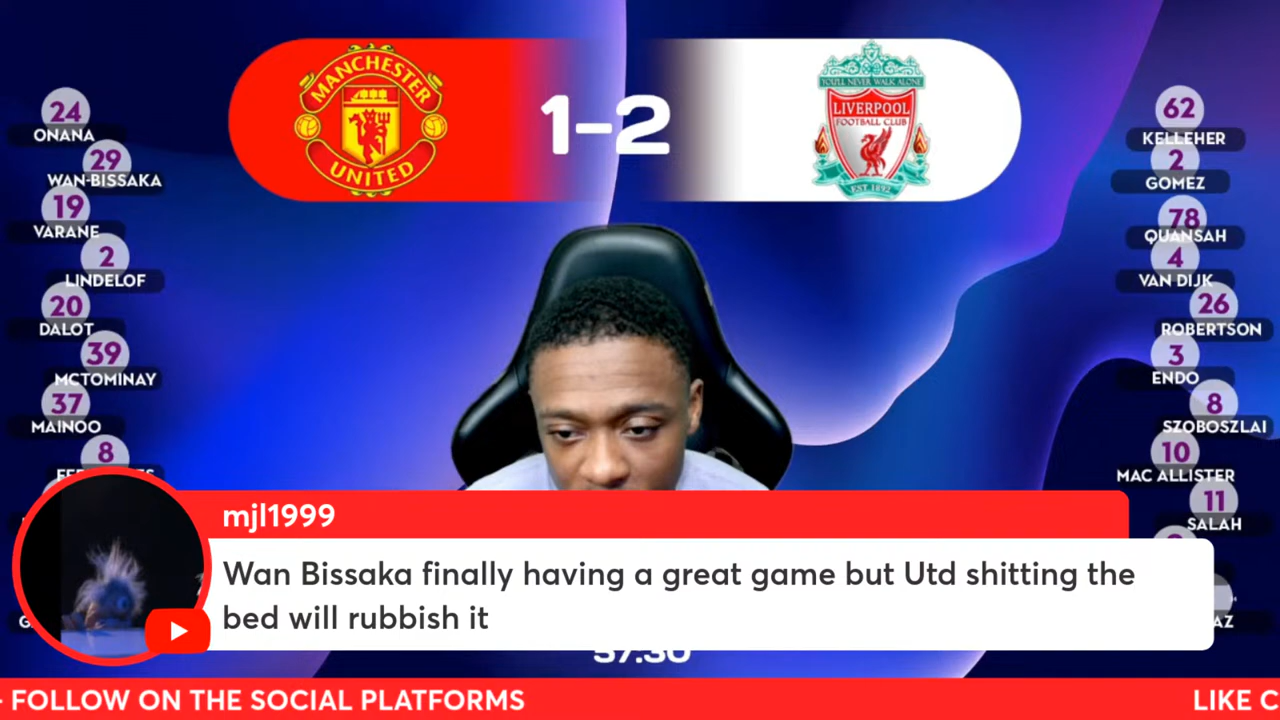 MANCHESTER
UNITED
1-2
YOU'LL NEVER WALK ALONE
LIVERPOOL
FOOTBALL CLUB
EST. 1892
24
ONANA
29
WAN-BISSAKA
19
VARANE
2
LINDELOF
20
DALOT
39
MCTOMINAY
37
MAINOO
8
62
KELLEHER
2
GOMEZ
78
QUANSAH
4
VAN DIJK
26
ROBERTSON
3
ENDO
8
SZOBOSZLAI
10
MAC ALLISTER
11
SALAH
mjl1999
Wan Bissaka finally having a great game but Utd shitting the
bed will rubbish it
FOLLOW ON THE SOCIAL PLATFORMS
LIKE C